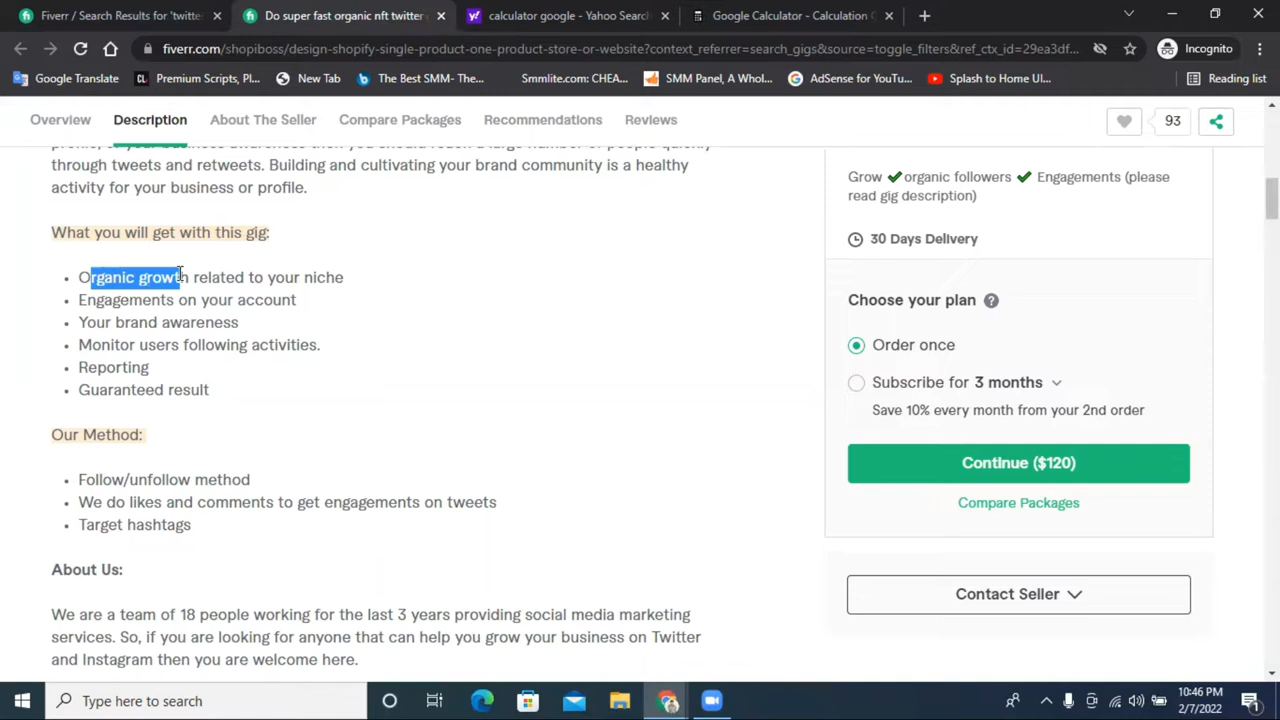 Fiverr / Search Results for 'twitte
Do super fast organic nft twitter
calculator google - Yahoo Search
Google Calculator - Calculation C
fiverr.com/shopiboss/design-shopify-single-product-one-product-store-or-website?context_referrer=search_gigs&source=toggle_filters&ref_ctx_id=29ea3df...
Incognito
Google Translate
CL Premium Scripts, Pl...
New Tab
The Best SMM- The...
Smmlite.com: CHEA...
SMM Panel, A Whol...
AdSense for YouTu...
Splash to Home UI...
Reading list
Overview
Description
About The Seller
Compare Packages
Recommendations
Reviews
93
through tweets and retweets. Building and cultivating your brand community is a healthy
activity for your business or profile.
What you will get with this gig:
• Organic growth related to your niche
• Engagements on your account
• Your brand awareness
• Monitor users following activities.
• Reporting
• Guaranteed result
Our Method:
• Follow/unfollow method
• We do likes and comments to get engagements on tweets
• Target hashtags
About Us:
We are a team of 18 people working for the last 3 years providing social media marketing
services. So, if you are looking for anyone that can help you grow your business on Twitter
and Instagram then you are welcome here.
Grow ✔organic followers ✔ Engagements (please
read gig description)
30 Days Delivery
Choose your plan
Order once
Subscribe for 3 months
Save 10% every month from your 2nd order
Continue ($120)
Compare Packages
Contact Seller
Type here to search
10:46 PM
2/7/2022
1